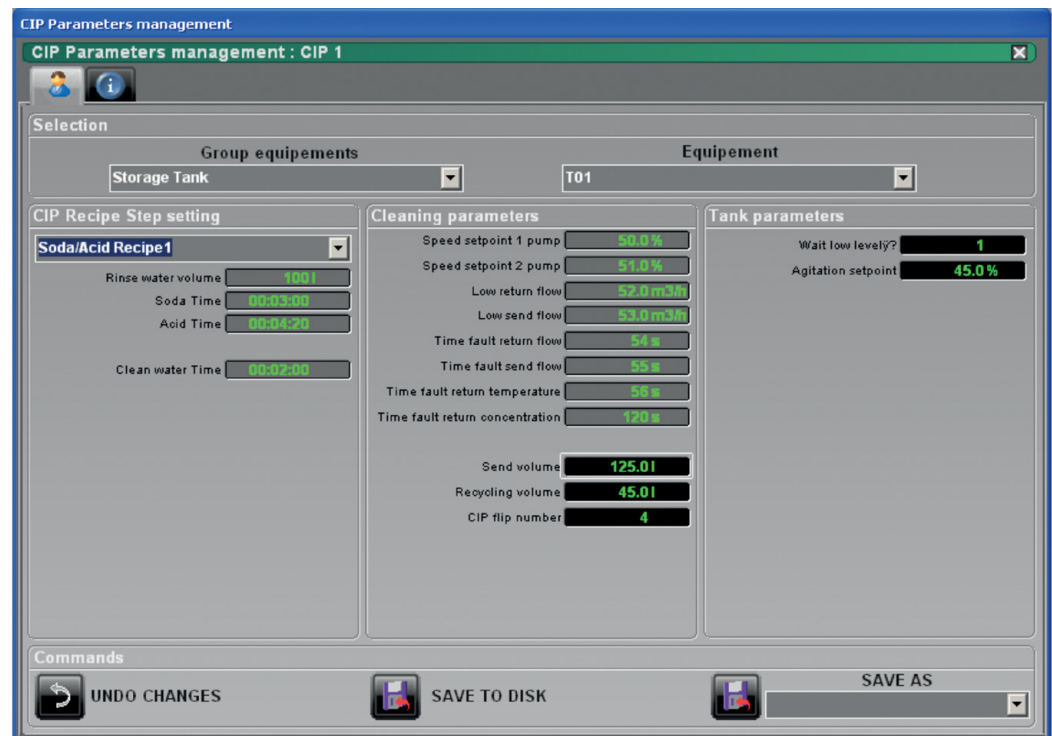 CIP Parameters management
CIP Parameters management : CIP 1
Selection
Group equipements
Equipement
Storage Tank
T01
CIP Recipe Step setting
Soda/Acid Recipe1
Rinse water volume 100 l
Soda Time 00:03:00
Acid Time 00:04:20
Clean water Time 00:02:00
Cleaning parameters
Speed setpoint 1 pump 50.0 %
Speed setpoint 2 pump 51.0 %
Low return flow 52.0 m3/h
Low send flow 53.0 m3/h
Time fault return flow 54 s
Time fault send flow 55 s
Time fault return temperature 56 s
Time fault return concentration 120 s
Send volume 125.0 l
Recycling volume 45.0 l
CIP flip number 4
Tank parameters
Wait low levelÿ? 1
Agitation setpoint 45.0 %
Commands
UNDO CHANGES
SAVE TO DISK
SAVE AS